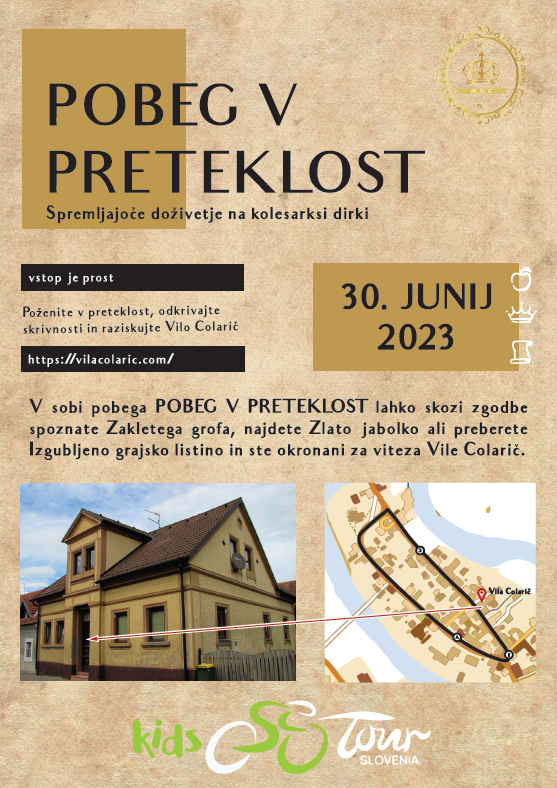 POBEG V
PRETEKLOST
Spremljajoče doživetje na kolesarksi dirki
vstop je prost
Poženite v preteklost, odkrivajte
skrivnosti in raziskujte Vilo Colarič
https://vilacolaric.com/
30. JUNIJ
2023
V sobi pobega POBEG V PRETEKLOST lahko skozi zgodbe
spoznate Zakletega grofa, najdete Zlato jabolko ali preberete
Izgubljeno grajsko listino in ste okronani za viteza Vile Colarič.
Vila Colarič
kids Tour
SLOVENIA